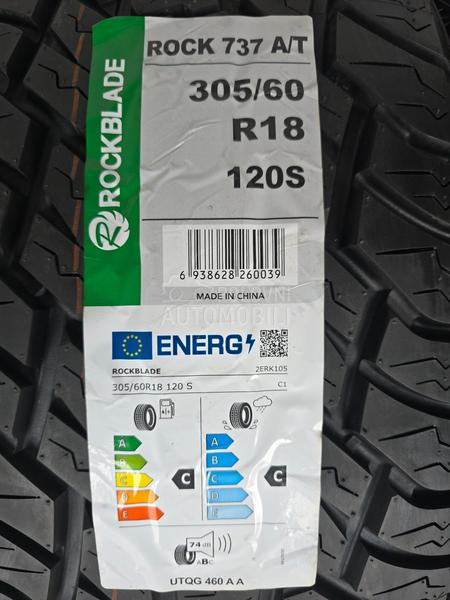 ROCKBLADE
ROCK 737 A/T
305/60
R18
120S
6 938628 260039
AUTOMOBILI
MADE IN CHINA
ENERG
ROCKBLADE 2ERK105
305/60R18 120 S C1
A A
B B
C C C C
D D
E E
74 dB
ABC
UTQG 460 A A